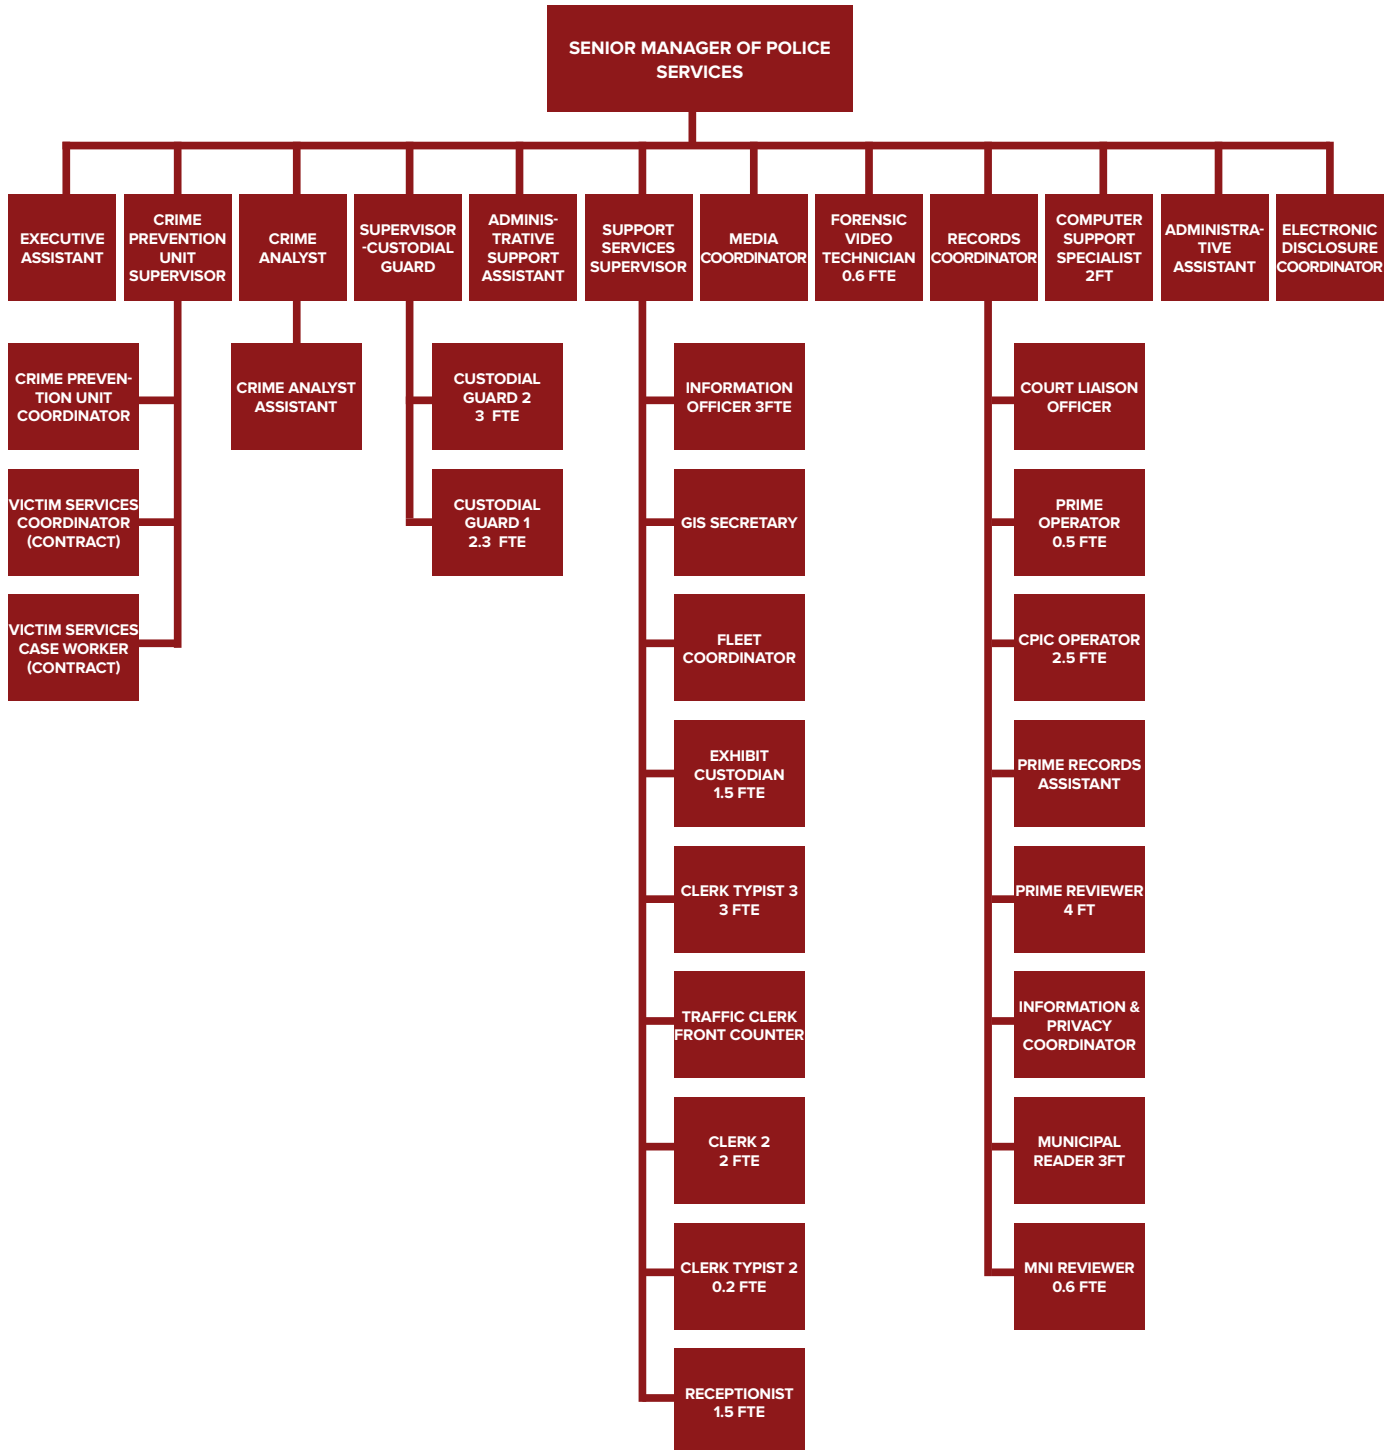 SENIOR MANAGER OF POLICE
SERVICES
EXECUTIVE
ASSISTANT
CRIME
PREVENTION
UNIT
SUPERVISOR
CRIME
ANALYST
SUPERVISOR
-CUSTODIAL
GUARD
ADMINIS-
TRATIVE
SUPPORT
ASSISTANT
SUPPORT
SERVICES
SUPERVISOR
MEDIA
COORDINATOR
FORENSIC
VIDEO
TECHNICIAN
0.6 FTE
RECORDS
COORDINATOR
COMPUTER
SUPPORT
SPECIALIST
2FT
ADMINISTRA-
TIVE
ASSISTANT
ELECTRONIC
DISCLOSURE
COORDINATOR
CRIME PREVEN-
TION UNIT
COORDINATOR
VICTIM SERVICES
COORDINATOR
(CONTRACT)
VICTIM SERVICES
CASE WORKER
(CONTRACT)
CRIME ANALYST
ASSISTANT
CUSTODIAL
GUARD 2
3 FTE
CUSTODIAL
GUARD 1
2.3 FTE
INFORMATION
OFFICER 3FTE
GIS SECRETARY
FLEET
COORDINATOR
EXHIBIT
CUSTODIAN
1.5 FTE
CLERK TYPIST 3
3 FTE
TRAFFIC CLERK
FRONT COUNTER
CLERK 2
2 FTE
CLERK TYPIST 2
0.2 FTE
RECEPTIONIST
1.5 FTE
COURT LIAISON
OFFICER
PRIME
OPERATOR
0.5 FTE
CPIC OPERATOR
2.5 FTE
PRIME RECORDS
ASSISTANT
PRIME REVIEWER
4 FT
INFORMATION &
PRIVACY
COORDINATOR
MUNICIPAL
READER 3FT
MNI REVIEWER
0.6 FTE